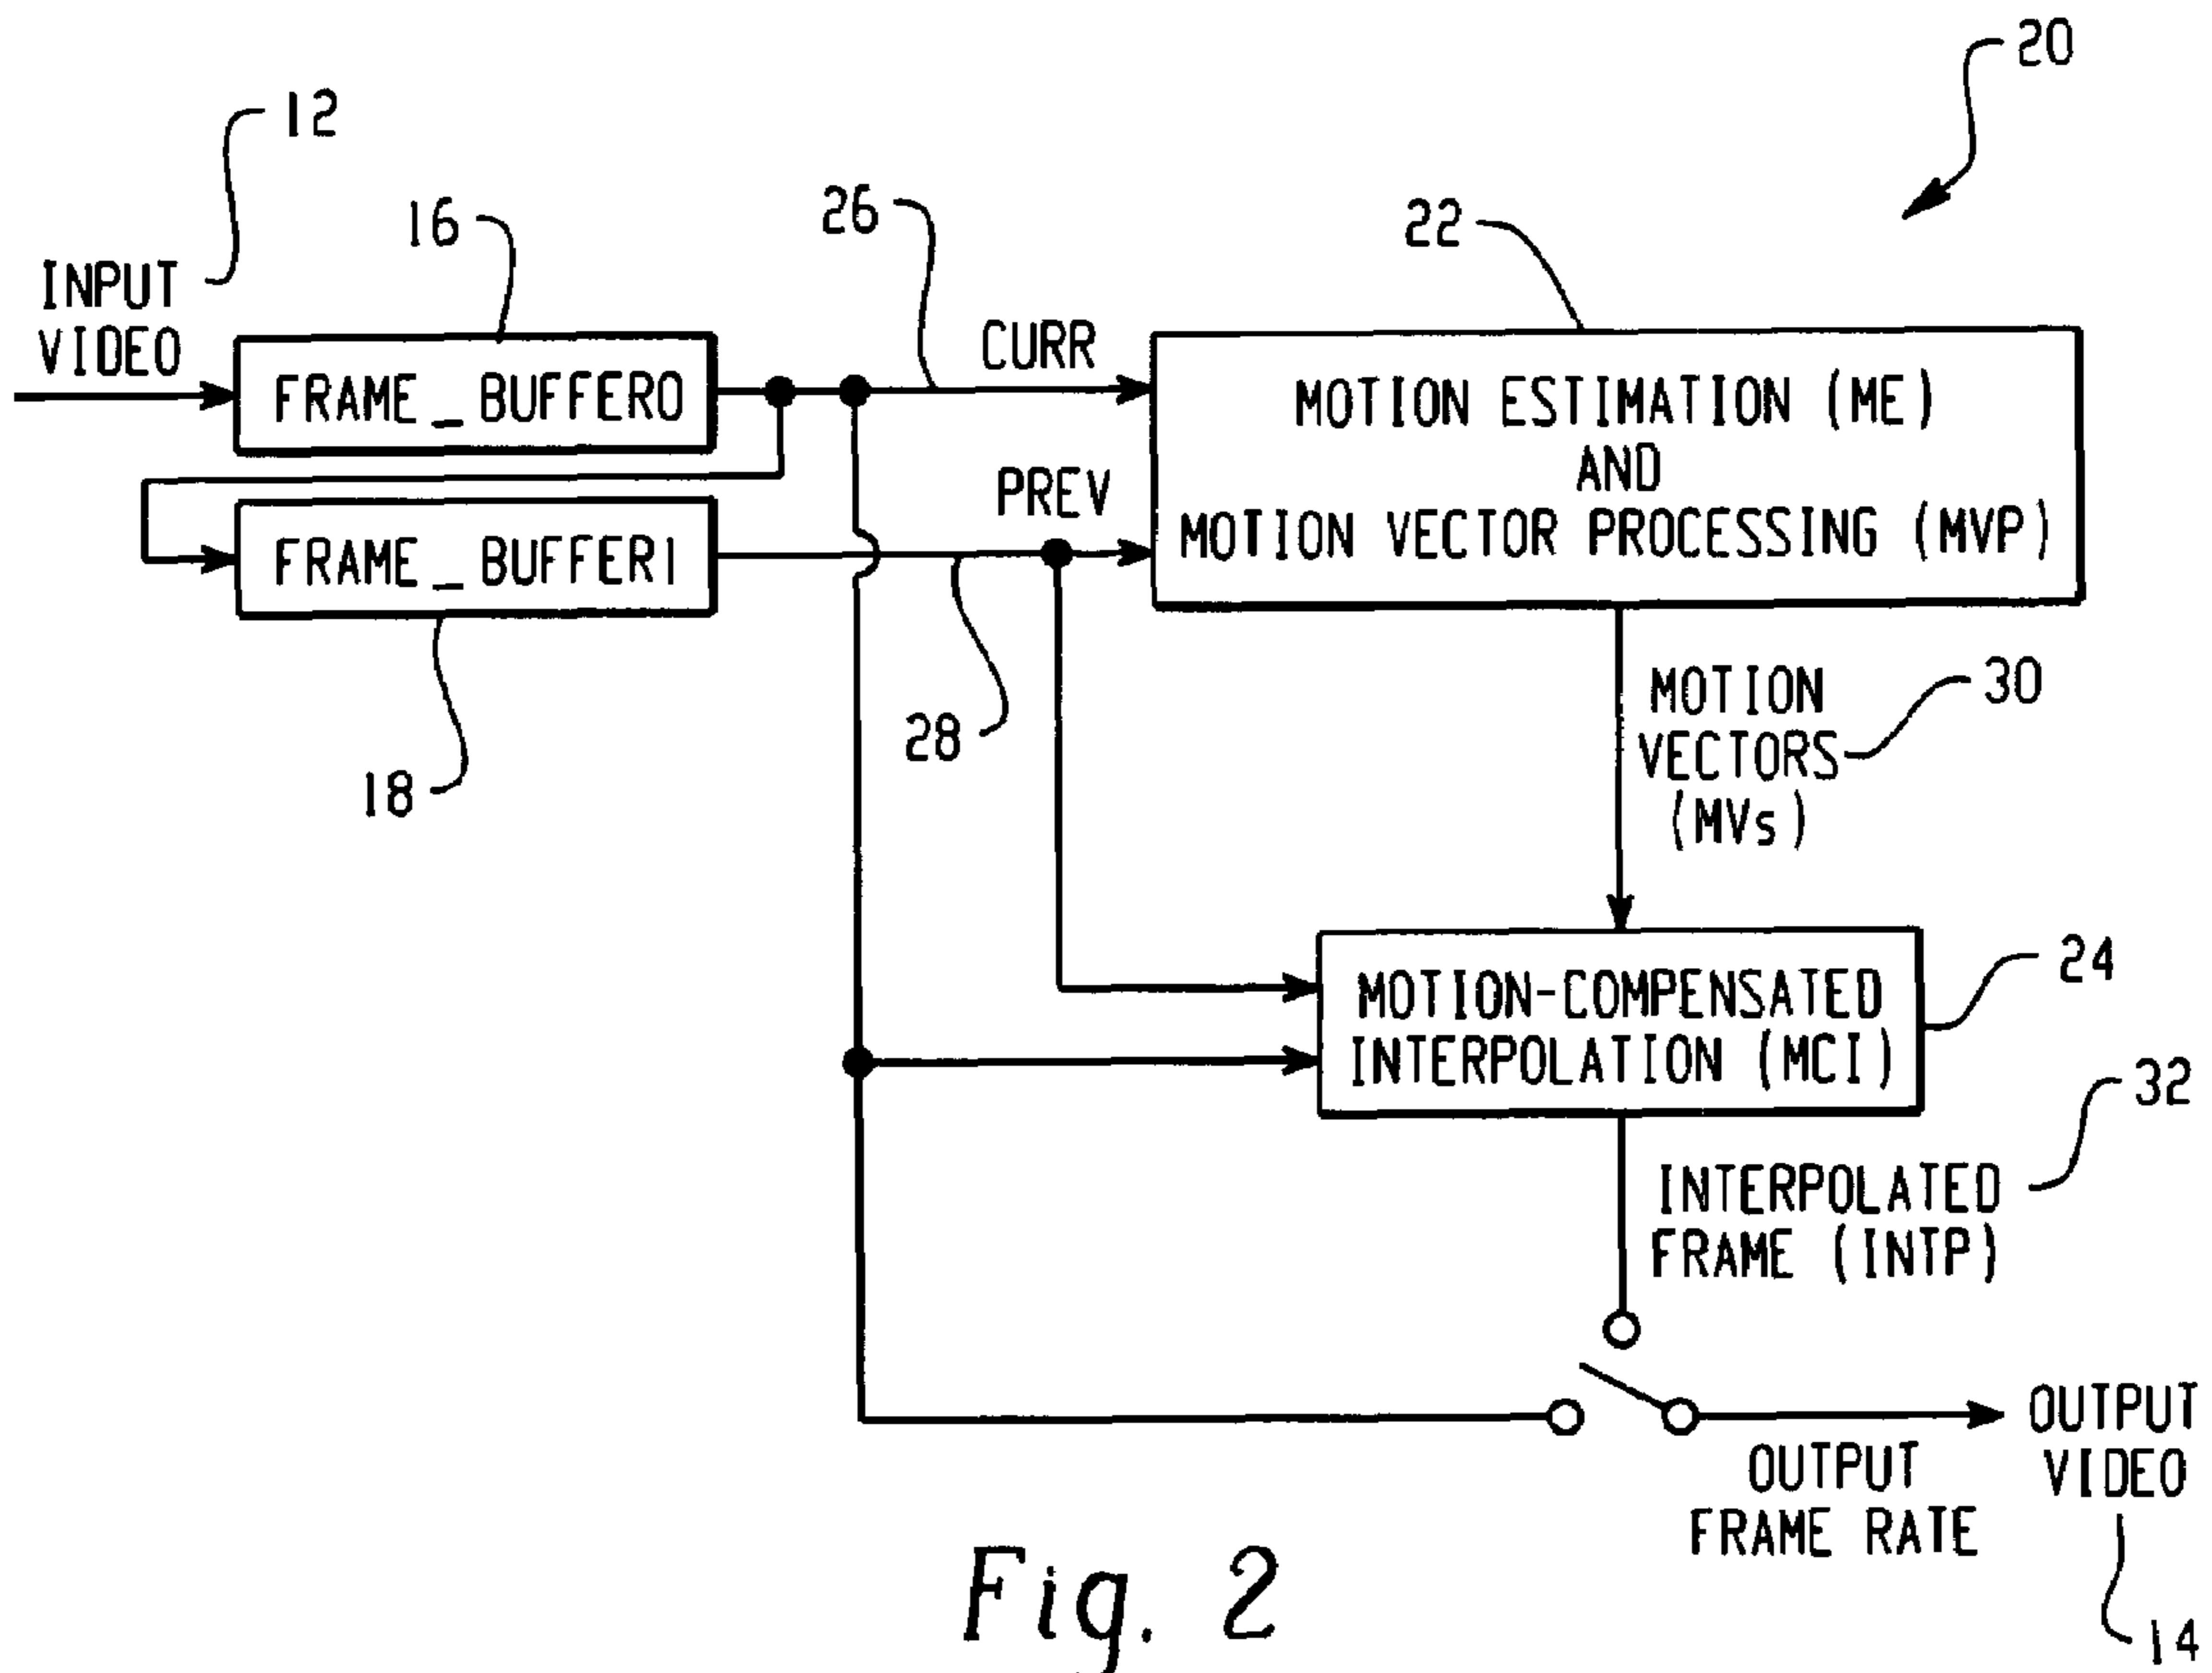 20
12
16
26
22
INPUT
VIDEO
CURR
FRAME_BUFFER0
MOTION ESTIMATION (ME)
AND
MOTION VECTOR PROCESSING (MVP)
PREV
FRAME_BUFFER1
18
28
MOTION
VECTORS
(MVs)
30
24
MOTION-COMPENSATED
INTERPOLATION (MCI)
32
INTERPOLATED
FRAME (INTP)
OUTPUT
VIDEO
OUTPUT
FRAME RATE
14
Fig. 2